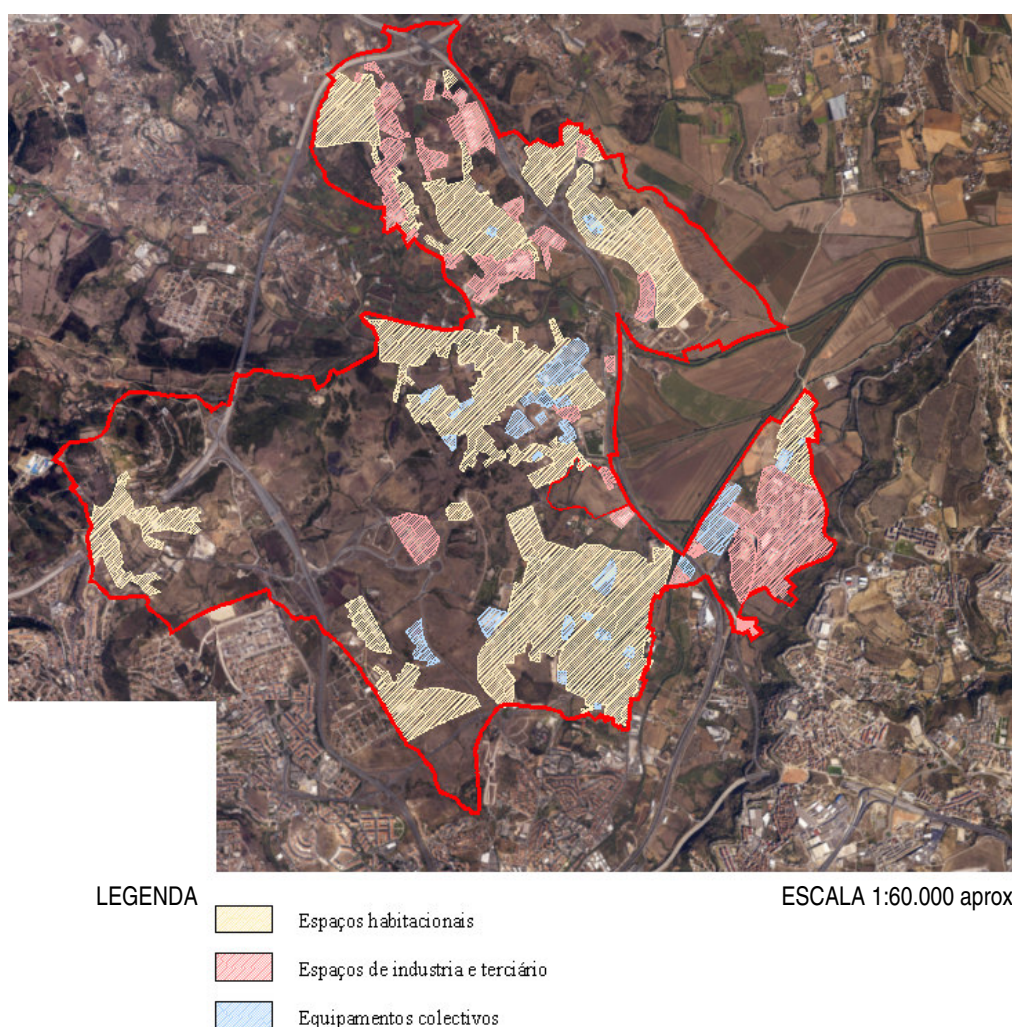 LEGENDA
ESCALA 1:60.000 aprox
Espaços habitacionais
Espaços de industria e terciário
Equipamentos colectivos